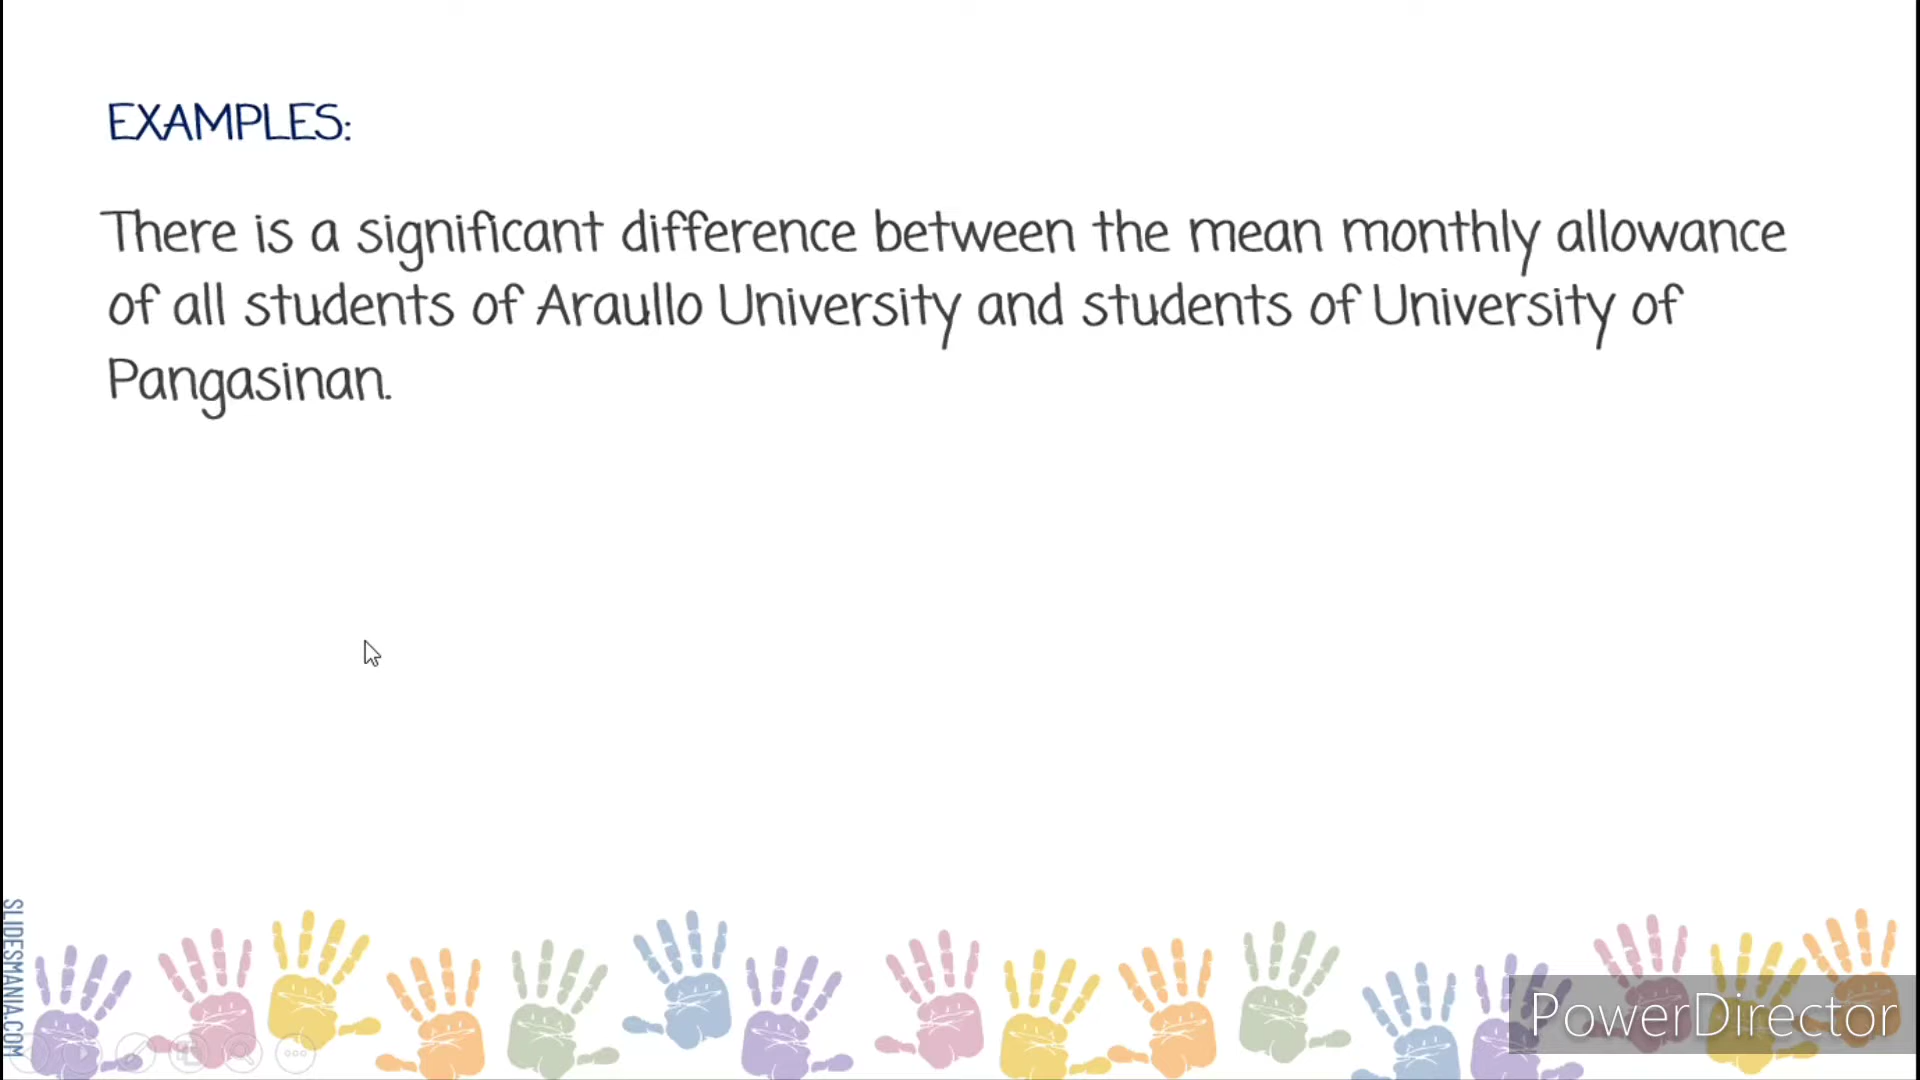 EXAMPLES:
There is a significant difference between the mean monthly allowance
of all students of Araullo University and students of University of
Pangasinan.
SLIDESMANIA.COM
PowerDirector